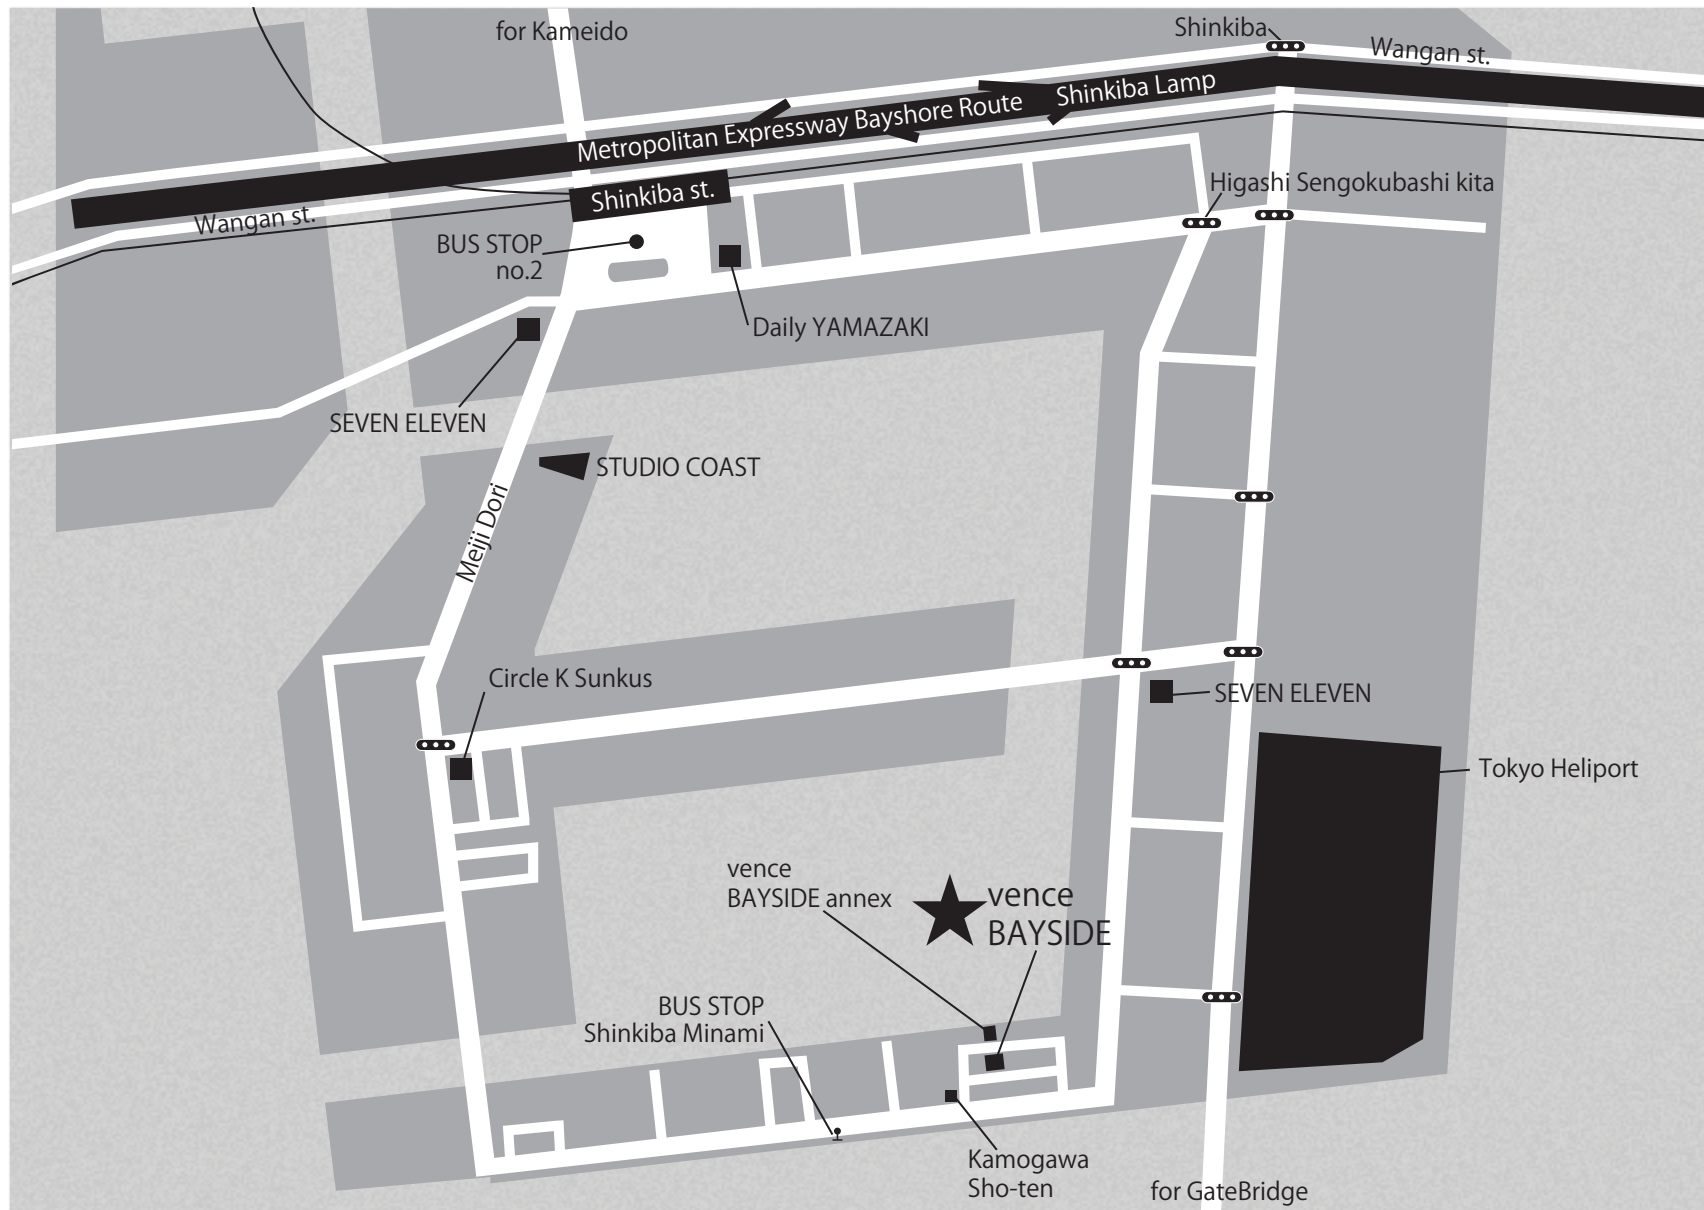 for Kameido
Shinkiba
Wangan st.
Shinkiba Lamp
Metropolitan Expressway Bayshore Route
Shinkiba st.
Higashi Sengokubashi kita
Wangan st.
BUS STOP
no.2
Daily YAMAZAKI
SEVEN ELEVEN
STUDIO COAST
Meiji Dori
Circle K Sunkus
SEVEN ELEVEN
Tokyo Heliport
vence
BAYSIDE annex
vence
BAYSIDE
BUS STOP
Shinkiba Minami
Kamogawa
Sho-ten
for GateBridge